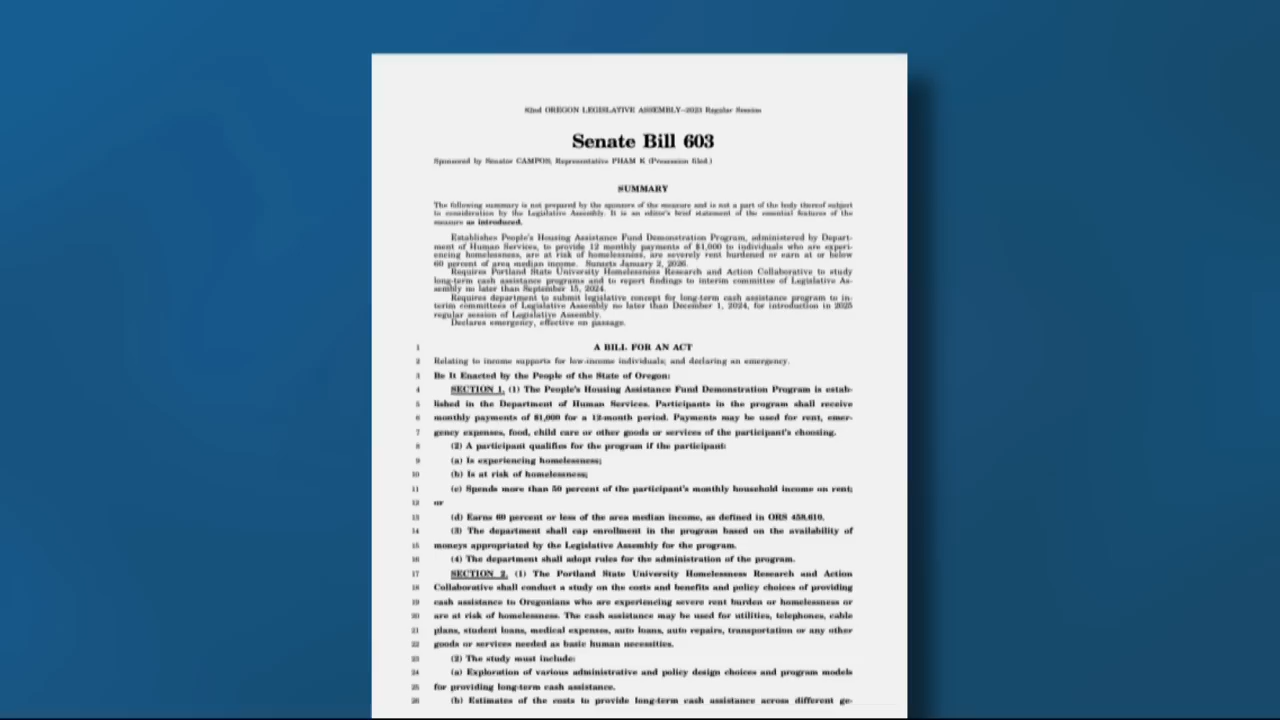 82nd OREGON LEGISLATIVE ASSEMBLY--2023 Regular Session
Senate Bill 603
Sponsored by Senator CAMPOS, Representative PHAM K (Presession filed.)
SUMMARY
The following summary is not prepared by the sponsors of the measure and is not a part of the body thereof subject
to consideration by the Legislative Assembly. It is an editor's brief statement of the essential features of the
measure as introduced.
Establishes People's Housing Assistance Fund Demonstration Program, administered by Depart-
ment of Human Services, to provide 12 monthly payments of $1,000 to individuals who are experi-
encing homelessness, are at risk of homelessness, are severely rent burdened or earn at or below
60 percent of area median income. Sunsets January 2, 2026.
Requires Portland State University Homelessness Research and Action Collaborative to study
long-term cash assistance programs and to report findings to interim committee of Legislative As-
sembly no later than September 15, 2024.
Requires department to submit legislative concept for long-term cash assistance program to in-
terim committees of Legislative Assembly no later than December 1, 2024, for introduction in 2025
regular session of Legislative Assembly.
Declares emergency, effective on passage.
1 A BILL FOR AN ACT
2 Relating to income supports for low-income individuals; and declaring an emergency.
3 Be It Enacted by the People of the State of Oregon:
4 SECTION 1. (1) The People's Housing Assistance Fund Demonstration Program is estab-
5 lished in the Department of Human Services. Participants in the program shall receive
6 monthly payments of $1,000 for a 12-month period. Payments may be used for rent, emer-
7 gency expenses, food, child care or other goods or services of the participant's choosing.
8 (2) A participant qualifies for the program if the participant:
9 (a) Is experiencing homelessness;
10 (b) Is at risk of homelessness;
11 (c) Spends more than 50 percent of the participant's monthly household income on rent;
12 or
13 (d) Earns 60 percent or less of the area median income, as defined in ORS 458.610.
14 (3) The department shall cap enrollment in the program based on the availability of
15 moneys appropriated by the Legislative Assembly for the program.
16 (4) The department shall adopt rules for the administration of the program.
17 SECTION 2. (1) The Portland State University Homelessness Research and Action
18 Collaborative shall conduct a study on the costs and benefits and policy choices of providing
19 cash assistance to Oregonians who are experiencing severe rent burden or homelessness or
20 are at risk of homelessness. The cash assistance may be used for utilities, telephones, cable
21 plans, student loans, medical expenses, auto loans, auto repairs, transportation or any other
22 goods or services needed as basic human necessities.
23 (2) The study must include:
24 (a) Exploration of various administrative and policy design choices and program models
25 for providing long-term cash assistance.
26 (b) Estimates of the costs to provide long-term cash assistance across different ge-